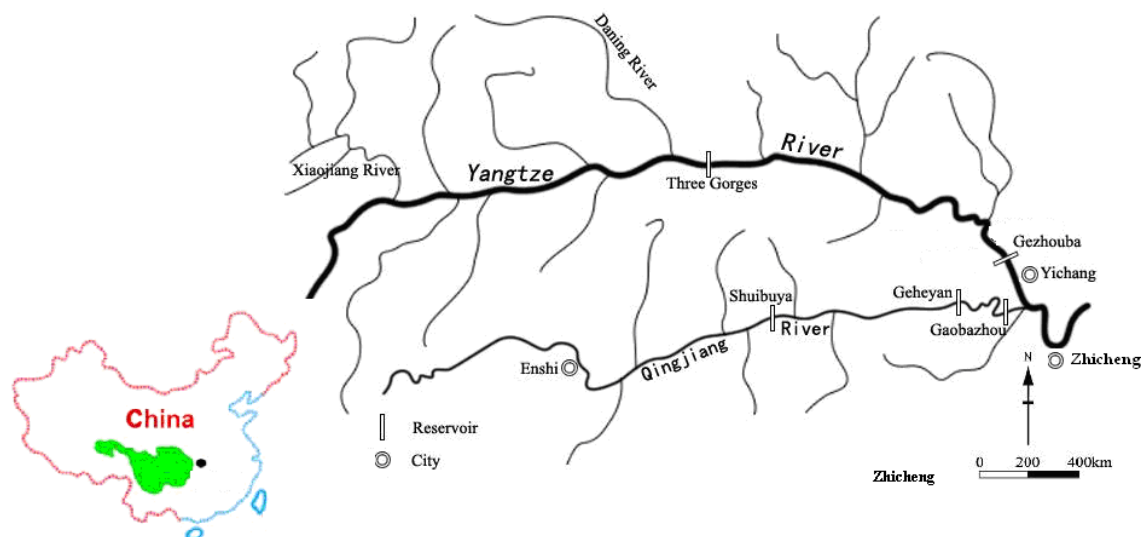 Daning River
Xiaojiang River
Yangtze
River
Three Gorges
Gezhouba
Yichang
Shuibuya
Geheyan
River
Gaobazhou
Enshi
Qingjiang
Zhicheng
N
Reservoir
City
China
Zhicheng
0 200 400km